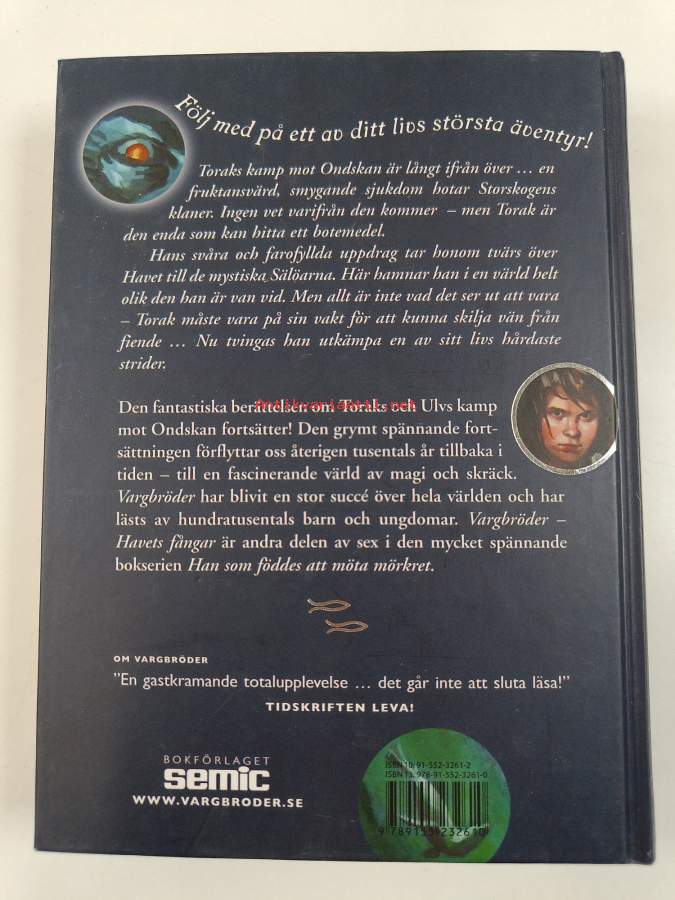 Följ med på ett av ditt livs största äventyr!
Toraks kamp mot Ondskan är långt ifrån över ... en
fruktansvärd, smygande sjukdom hotar Storskogens
klaner. Ingen vet varifrån den kommer – men Torak är
den enda som kan hitta ett botemedel.
Hans svåra och farofyllda uppdrag tar honom tvärs över
Havet till de mystiska Sälöarna. Här hamnar han i en värld helt
olik den han är van vid. Men allt är inte vad det ser ut att vara
– Torak måste vara på sin vakt för att kunna skilja vän från
fiende ... Nu tvingas han utkämpa en av sitt livs hårdaste
strider.
antikvariaatti.net
Den fantastiska berättelsen om Toraks och Ulvs kamp
mot Ondskan fortsätter! Den grymt spännande fort-
sättningen förflyttar oss återigen tusentals år tillbaka i
tiden – till en fascinerande värld av magi och skräck.
Vargbröder har blivit en stor succé över hela världen och har
lästs av hundratusentals barn och ungdomar. Vargbröder –
Havets fångar är andra delen av sex i den mycket spännande
bokserien Han som föddes att möta mörkret.
OM VARGBRÖDER
”En gastkramande totalupplevelse ... det går inte att sluta läsa!”
TIDSKRIFTEN LEVA!
BOKFÖRLAGET
semic
WWW.VARGBRODER.SE
ISBN 10: 91-552-3261-2
ISBN 13: 978-91-552-3261-0
9 789155 232610